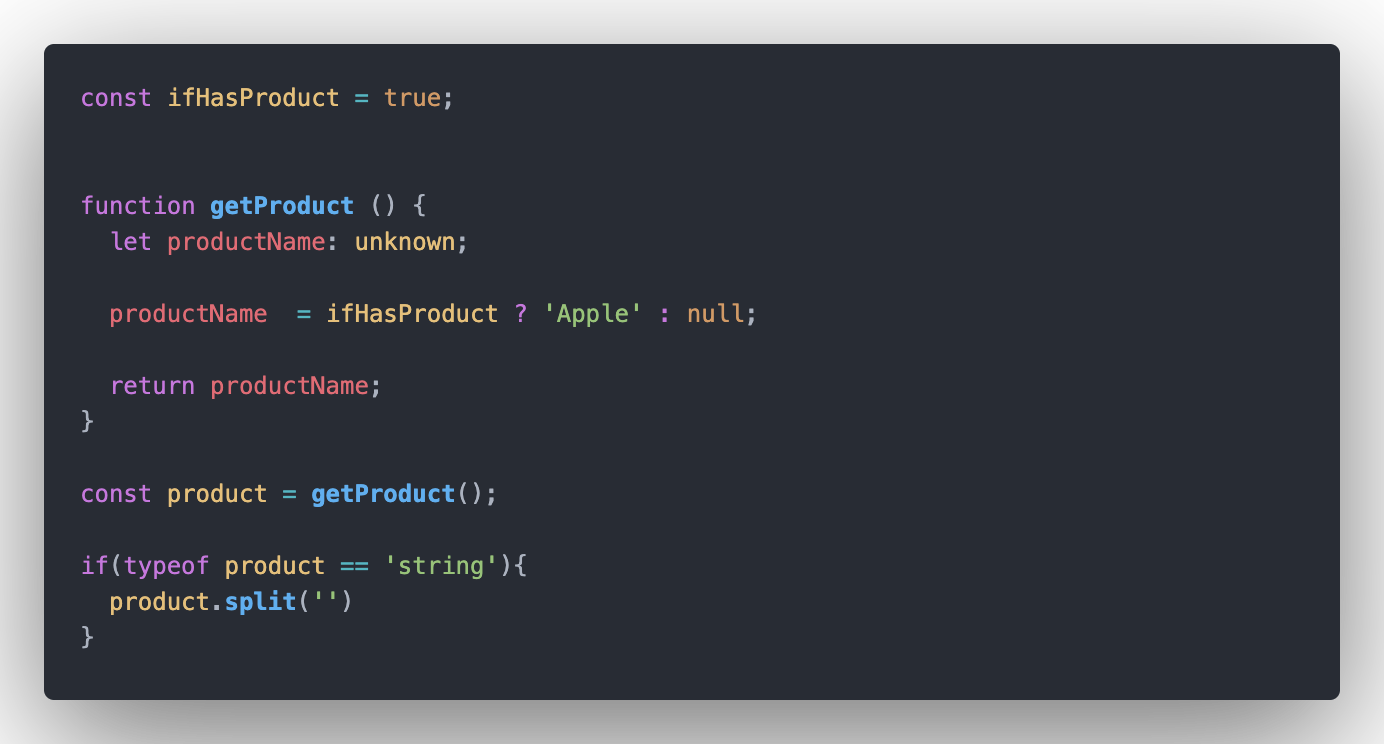 const ifHasProduct = true;
function getProduct () {
  let productName: unknown;
  productName  = ifHasProduct ? 'Apple' : null;
  return productName;
}
const product = getProduct();
if(typeof product == 'string'){
  product.split('')
}